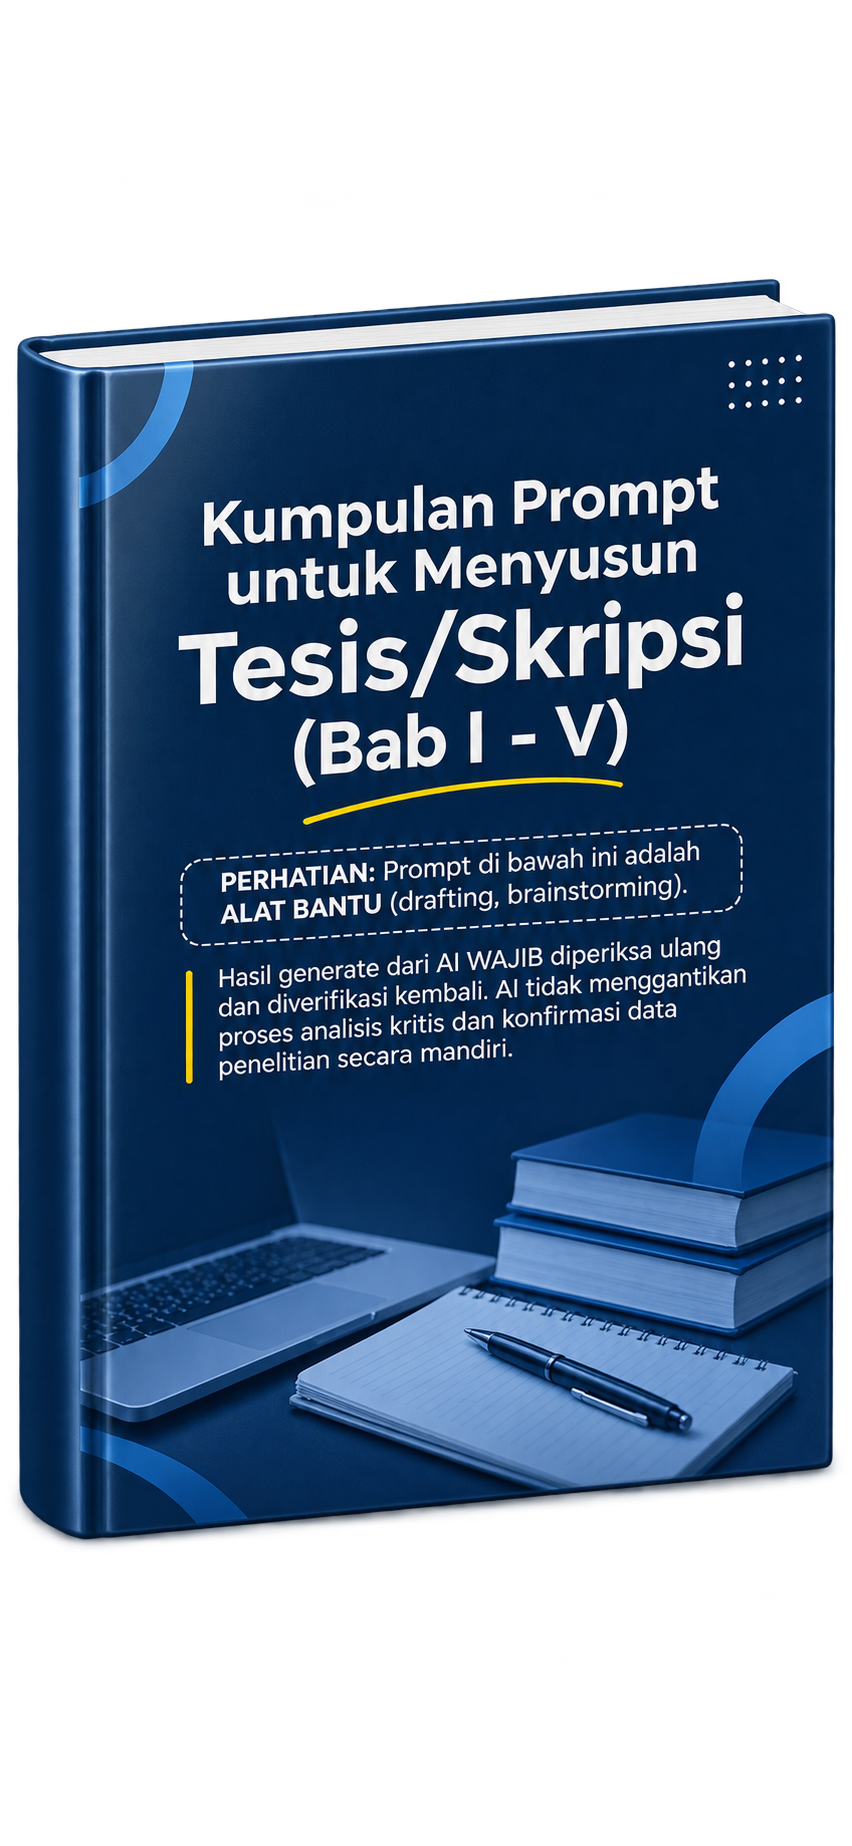 Kumpulan Prompt
untuk Menyusun
Tesis/Skripsi
(Bab I - V)
PERHATIAN: Prompt di bawah ini adalah
ALAT BANTU (drafting, brainstorming).
Hasil generate dari AI WAJIB diperiksa ulang
dan diverifikasi kembali. AI tidak menggantikan
proses analisis kritis dan konfirmasi data
penelitian secara mandiri.